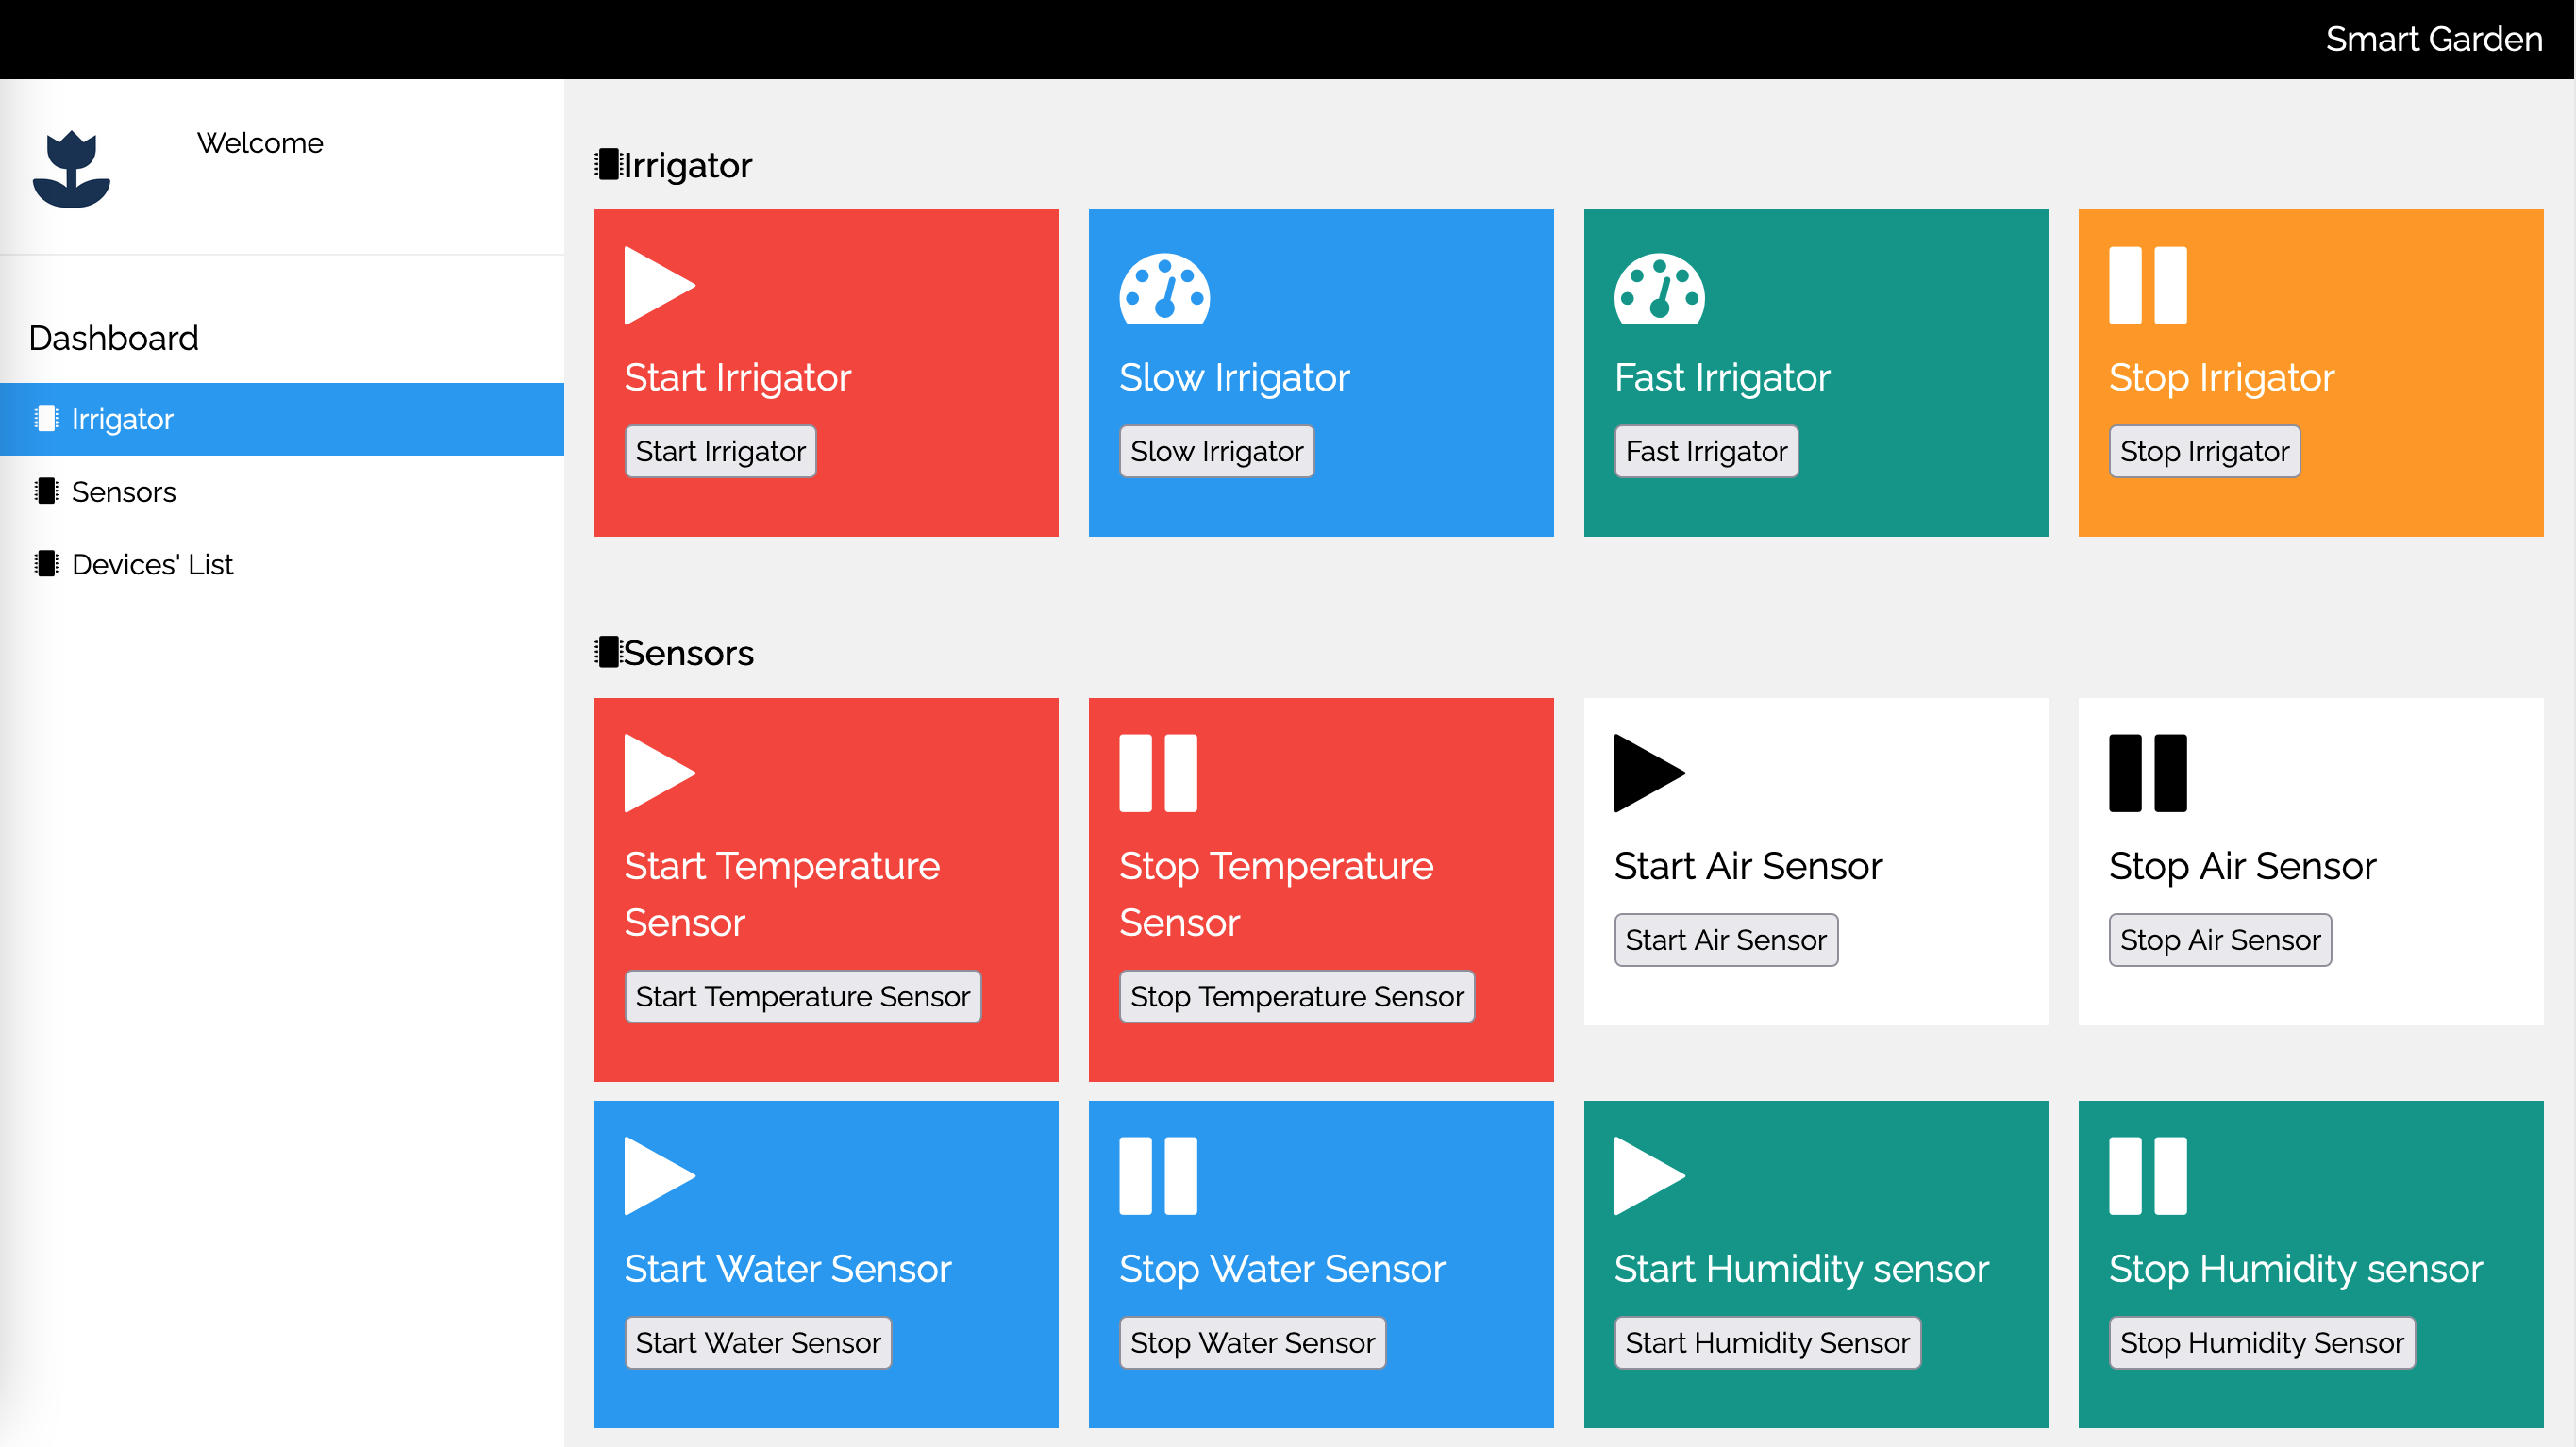 Smart Garden
Welcome
Dashboard
Irrigator
Sensors
Devices' List
Irrigator
Start Irrigator
Start Irrigator
Slow Irrigator
Slow Irrigator
Fast Irrigator
Fast Irrigator
Stop Irrigator
Stop Irrigator
Sensors
Start Temperature
Sensor
Start Temperature Sensor
Stop Temperature
Sensor
Stop Temperature Sensor
Start Air Sensor
Start Air Sensor
Stop Air Sensor
Stop Air Sensor
Start Water Sensor
Start Water Sensor
Stop Water Sensor
Stop Water Sensor
Start Humidity sensor
Start Humidity Sensor
Stop Humidity sensor
Stop Humidity Sensor